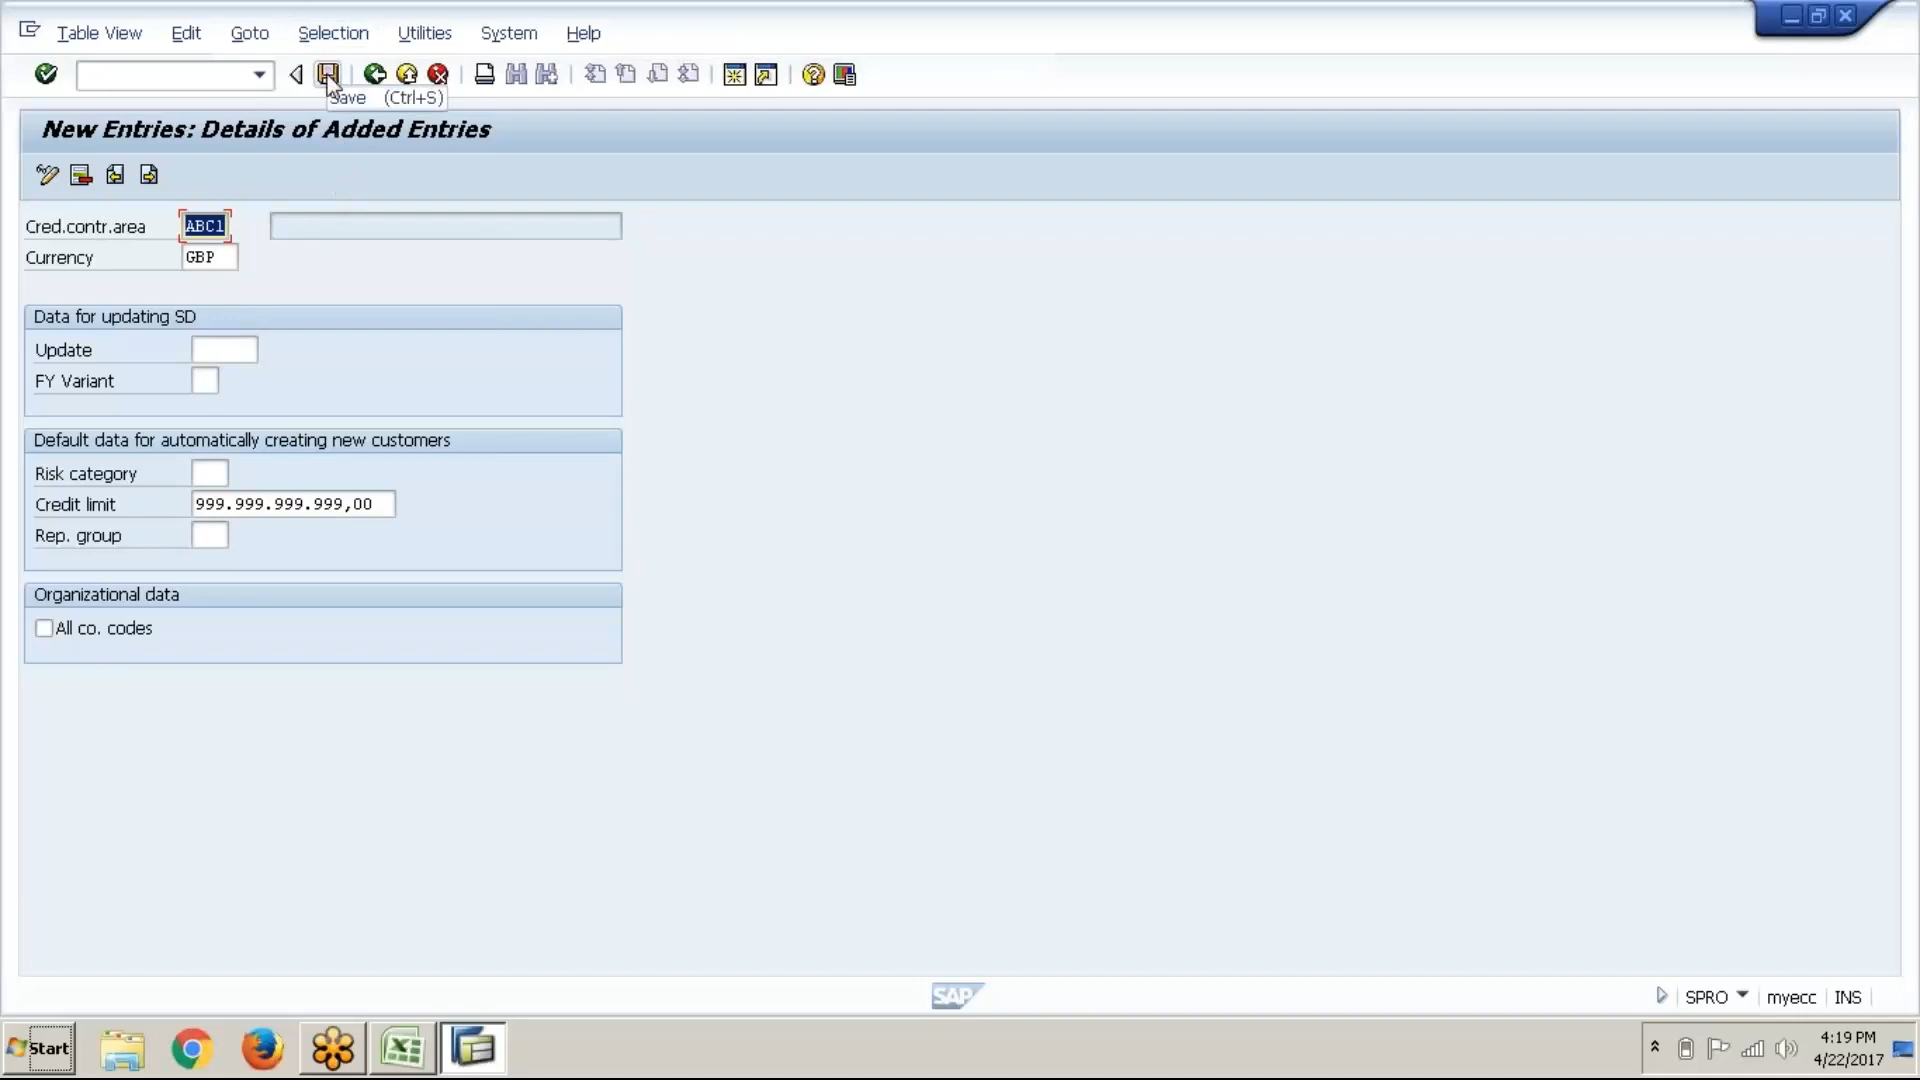 Table View Edit Goto Selection Utilities System Help
Save (Ctrl+S)
New Entries: Details of Added Entries
Cred.contr.area ABC1
Currency GBP
Data for updating SD
Update
FY Variant
Default data for automatically creating new customers
Risk category
Credit limit 999.999.999.999,00
Rep. group
Organizational data
All co. codes
SAP SPRO myecc INS
Start
4:19 PM
4/22/2017